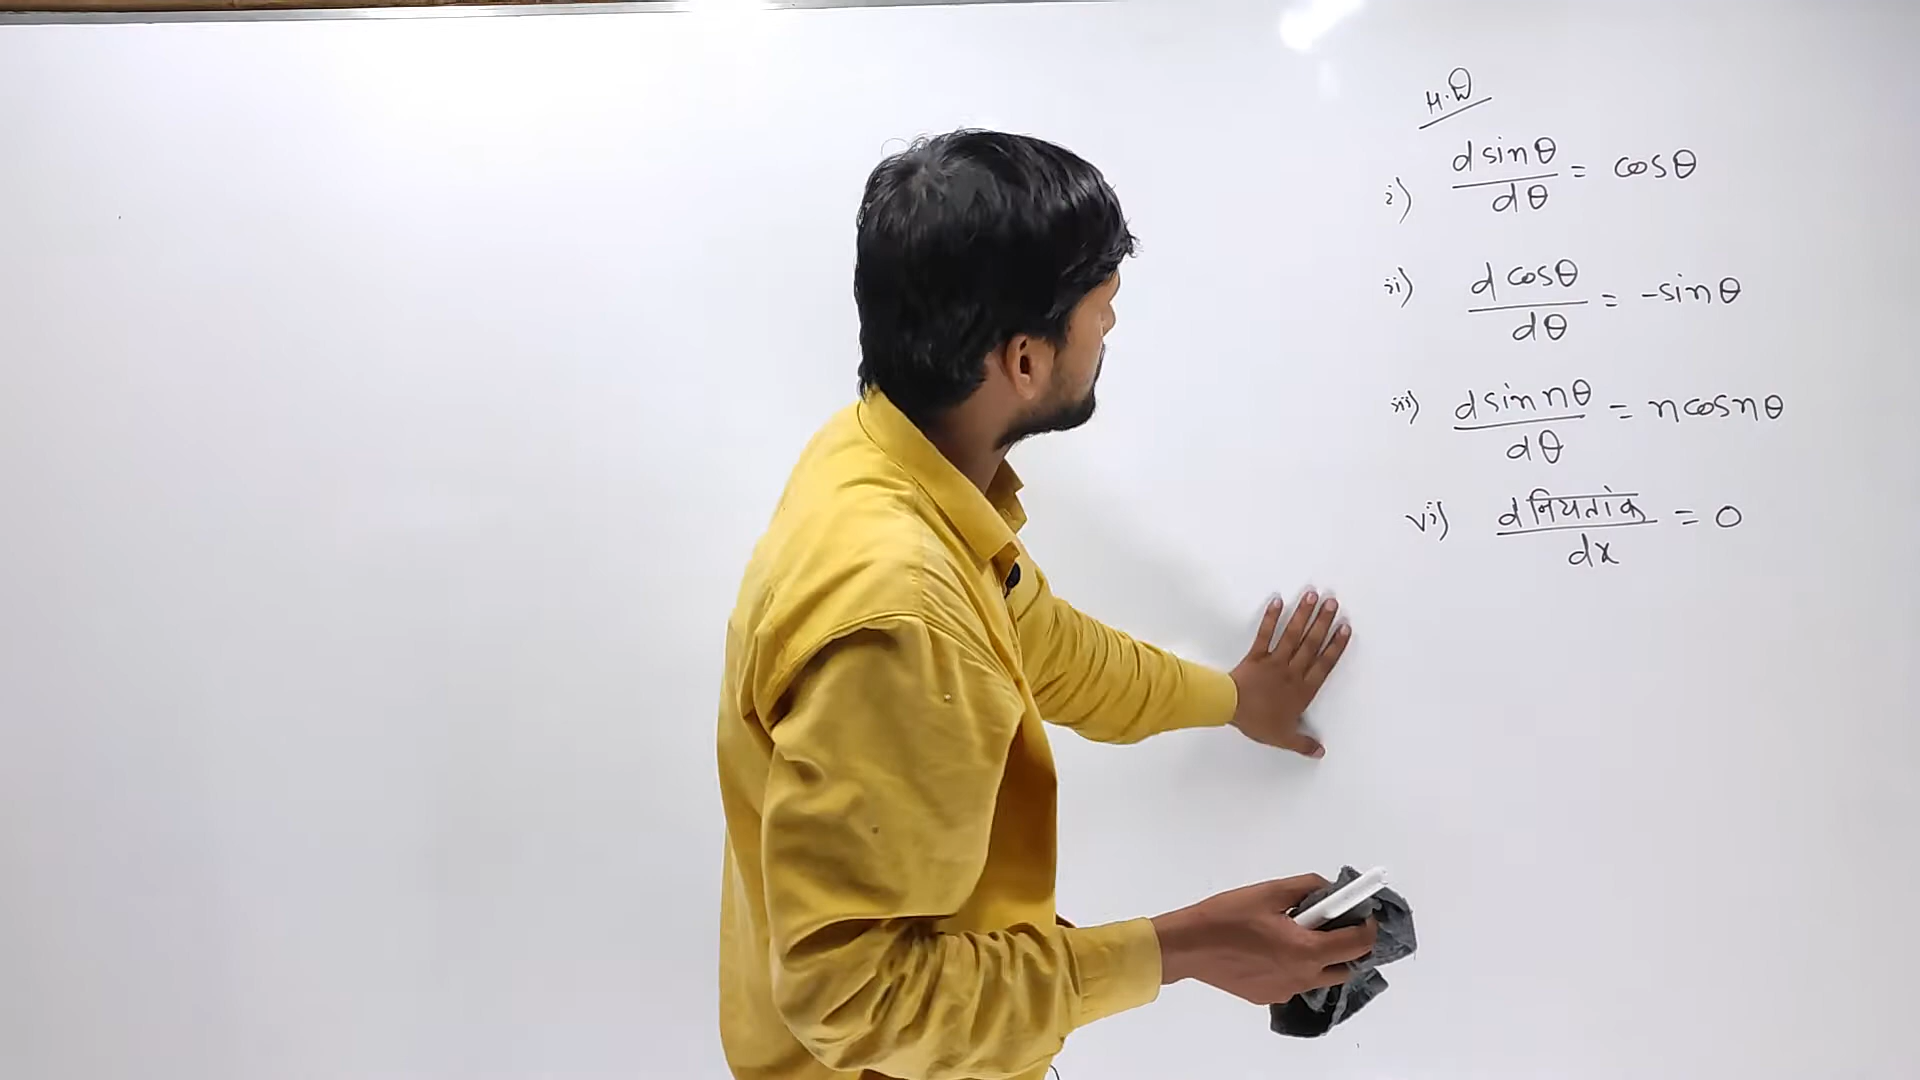 i) d sinθ / dθ = cosθ
ii) d cosθ / dθ = -sinθ
iii) d sin nθ / dθ = n cos nθ
vi) d नियतांक / dx = 0